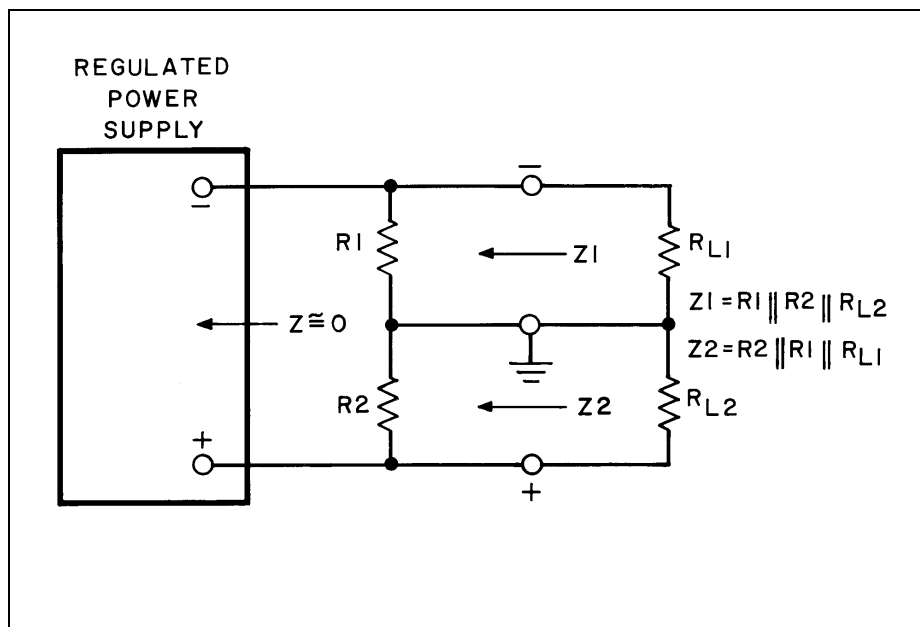 REGULATED
POWER
SUPPLY
−
−
R1
Z1
RL1
Z≅0
Z1=R1||R2||RL2
Z2=R2||R1||RL1
R2
Z2
RL2
+
+